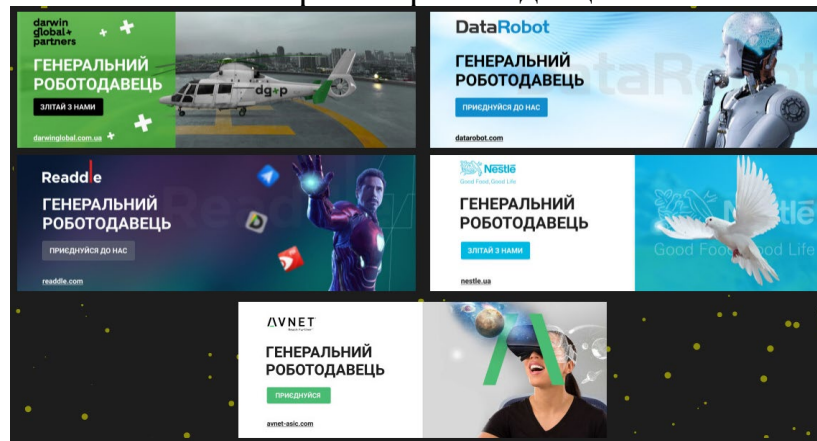 darwin
global+
partners
ГЕНЕРАЛЬНИЙ
РОБОТОДАВЕЦЬ
ЗЛІТАЙ З НАМИ
darwinglobal.com.ua
dg+p
DataRobot
ГЕНЕРАЛЬНИЙ
РОБОТОДАВЕЦЬ
ПРИЄДНУЙСЯ ДО НАС
datarobot.com
DataRobot
Readdle
ГЕНЕРАЛЬНИЙ
РОБОТОДАВЕЦЬ
ПРИЄДНУЙСЯ ДО НАС
readdle.com
Nestlé
Good Food, Good Life
ГЕНЕРАЛЬНИЙ
РОБОТОДАВЕЦЬ
ЗЛІТАЙ З НАМИ
nestle.ua
Good Food, Good Life
AVNET
ГЕНЕРАЛЬНИЙ
РОБОТОДАВЕЦЬ
ПРИЄДНУЙСЯ
avnet-asic.com